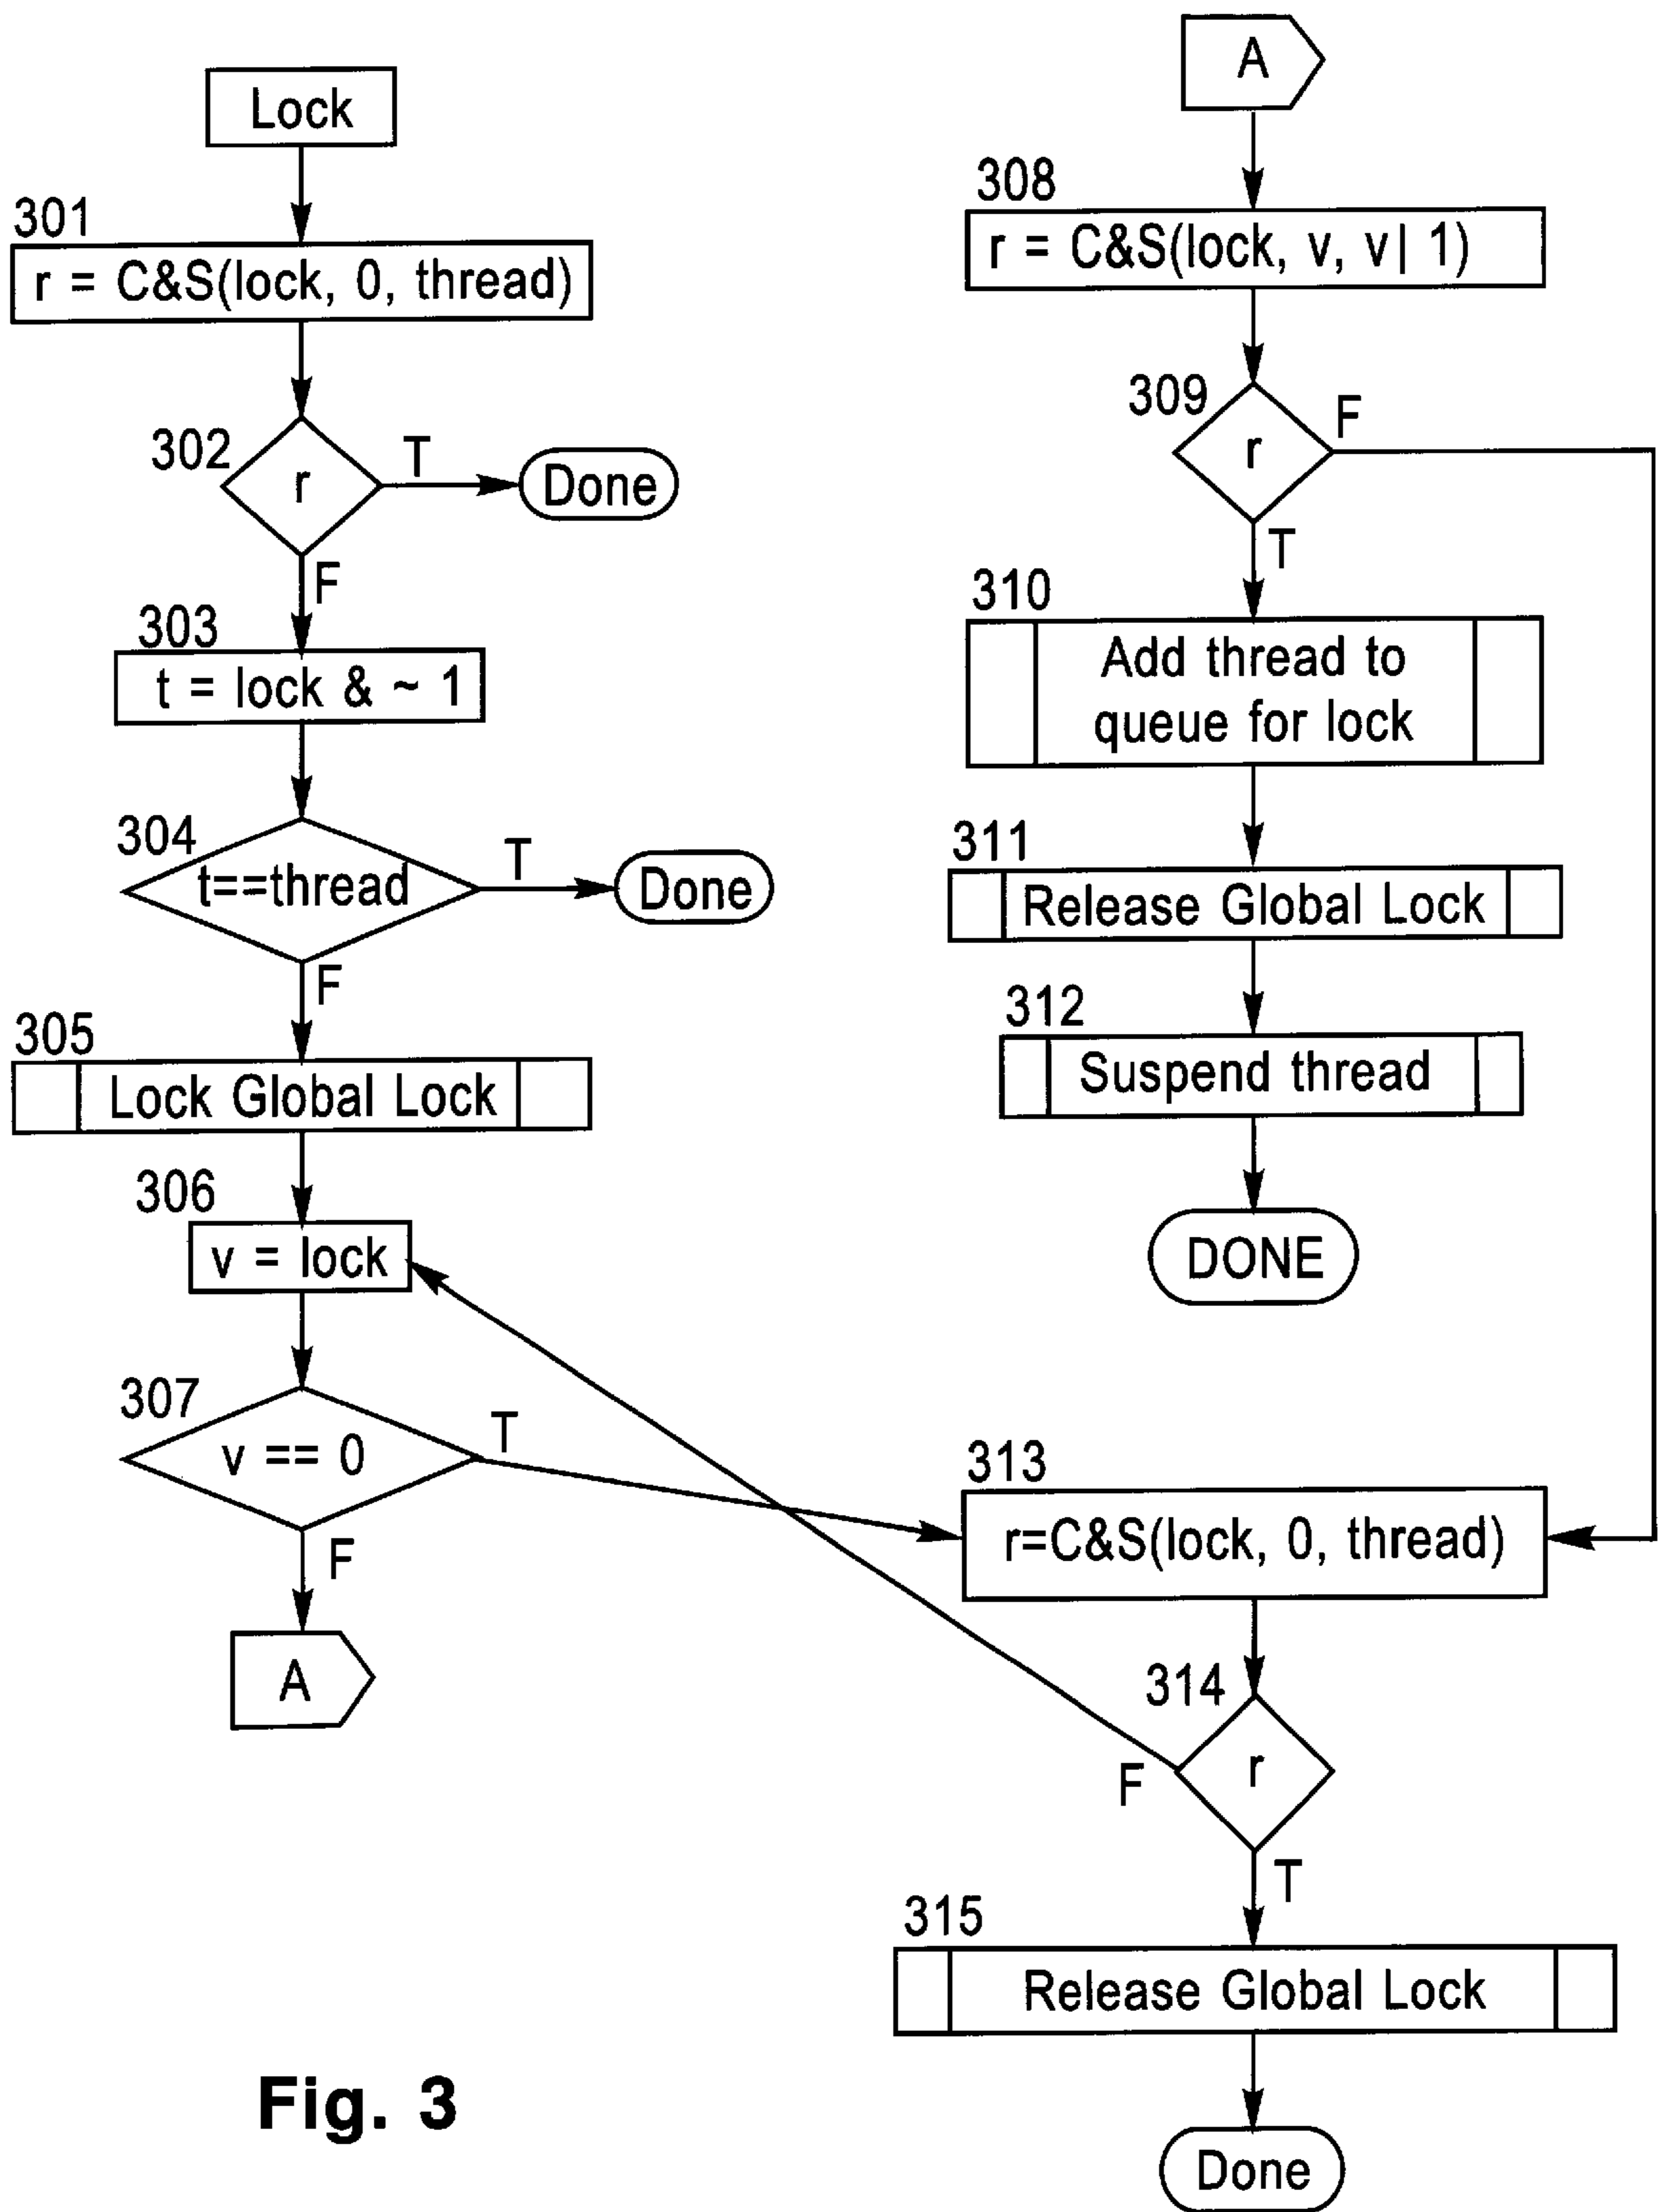 Lock
301
r = C&S(lock, 0, thread)
302
r
T
Done
F
303
t = lock & ~ 1
304
t==thread
T
Done
F
305
Lock Global Lock
306
v = lock
307
v == 0
T
F
A
A
308
r = C&S(lock, v, v| 1)
309
r
F
T
310
Add thread to
queue for lock
311
Release Global Lock
312
Suspend thread
DONE
313
r=C&S(lock, 0, thread)
314
r
F
T
315
Release Global Lock
Done
Fig. 3